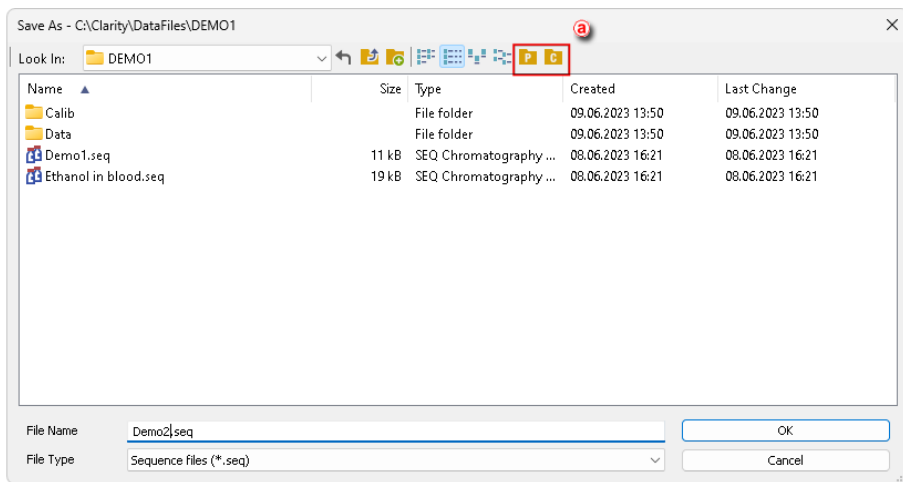 Save As - C:\Clarity\DataFiles\DEMO1
a
Look In: DEMO1
P C
Name Size Type Created Last Change
Calib File folder 09.06.2023 13:50 09.06.2023 13:50
Data File folder 09.06.2023 13:50 09.06.2023 13:50
Demo1.seq 11 kB SEQ Chromatography ... 08.06.2023 16:21 08.06.2023 16:21
Ethanol in blood.seq 19 kB SEQ Chromatography ... 08.06.2023 16:21 08.06.2023 16:21
File Name Demo2.seq OK
File Type Sequence files (*.seq) Cancel